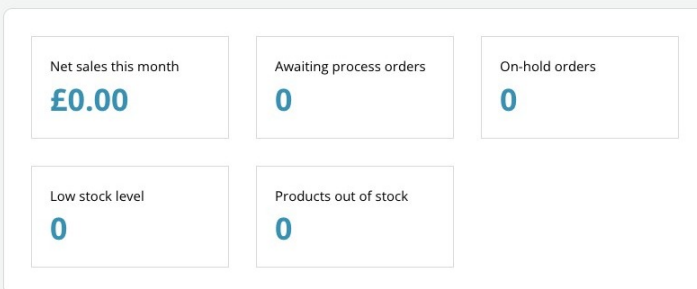 Net sales this month
£0.00
Awaiting process orders
0
On-hold orders
0
Low stock level
0
Products out of stock
0